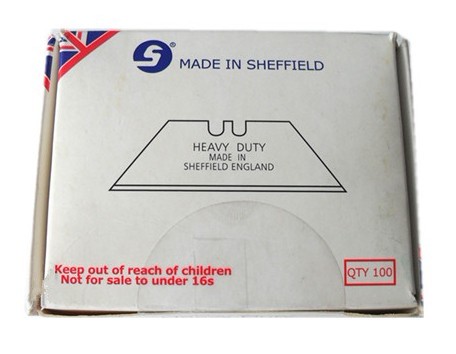 S® MADE IN SHEFFIELD
HEAVY DUTY
MADE IN
SHEFFIELD ENGLAND
Keep out of reach of children
Not for sale to under 16s
QTY 100